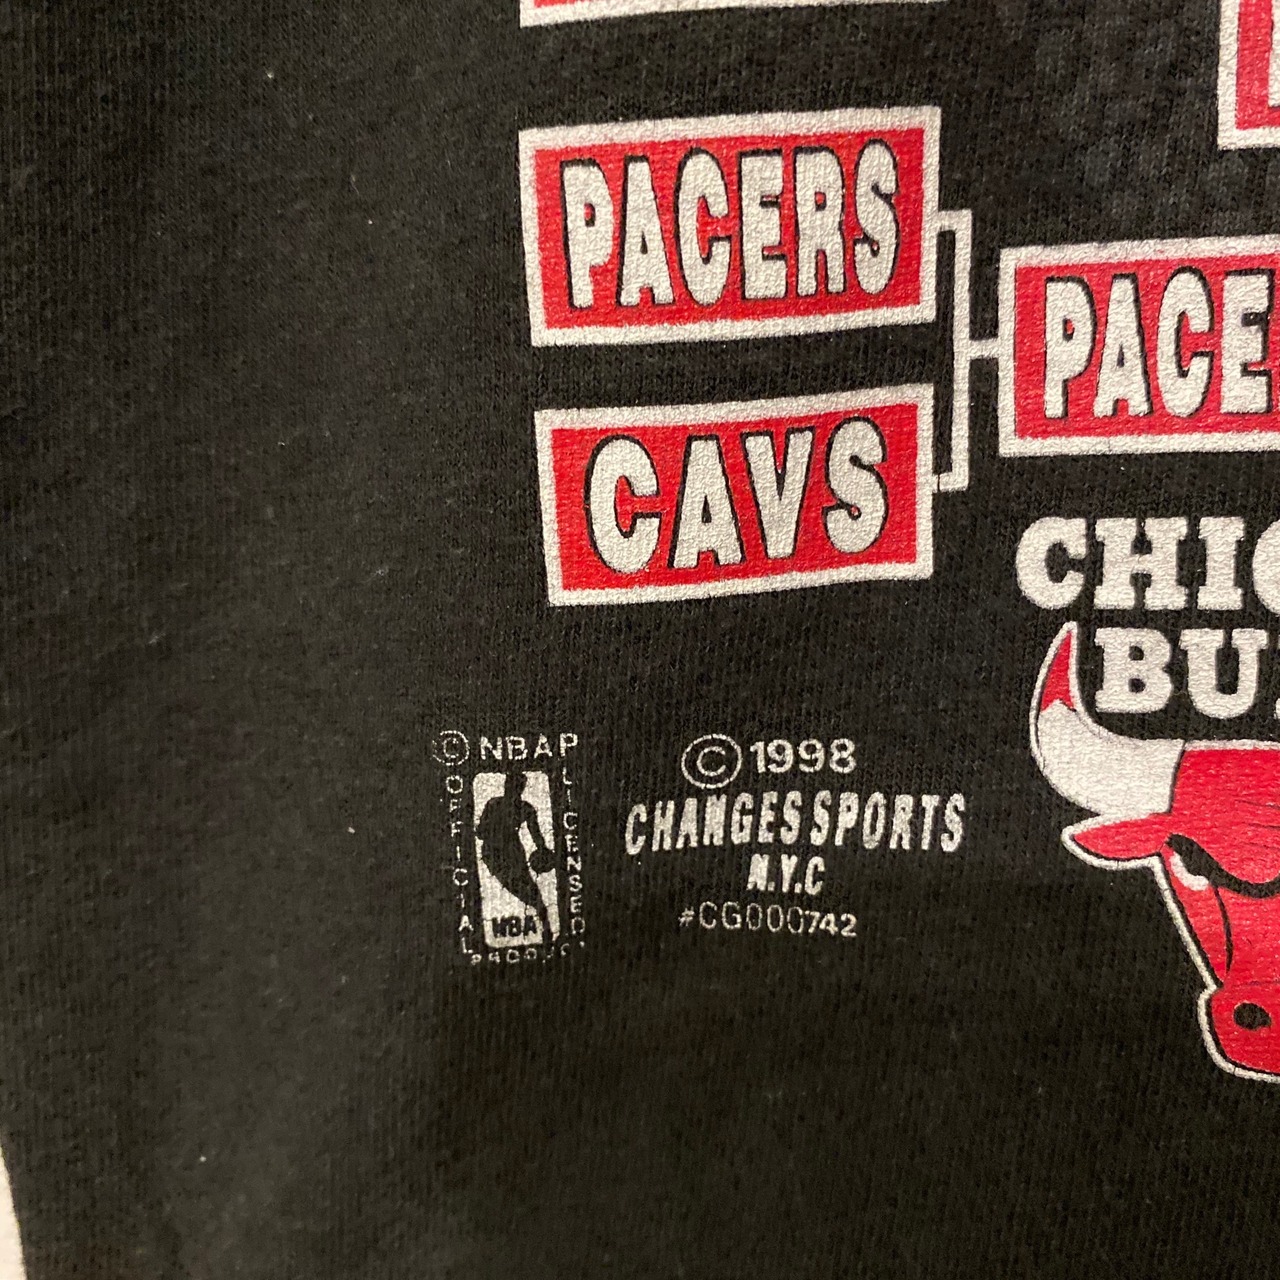 PACERS
PACE
CAVS
CHIC
BU
© NBAP
OFFICIAL
LICENSED
NBA
© 1998
CHANGES SPORTS
N.Y.C
#CG000742